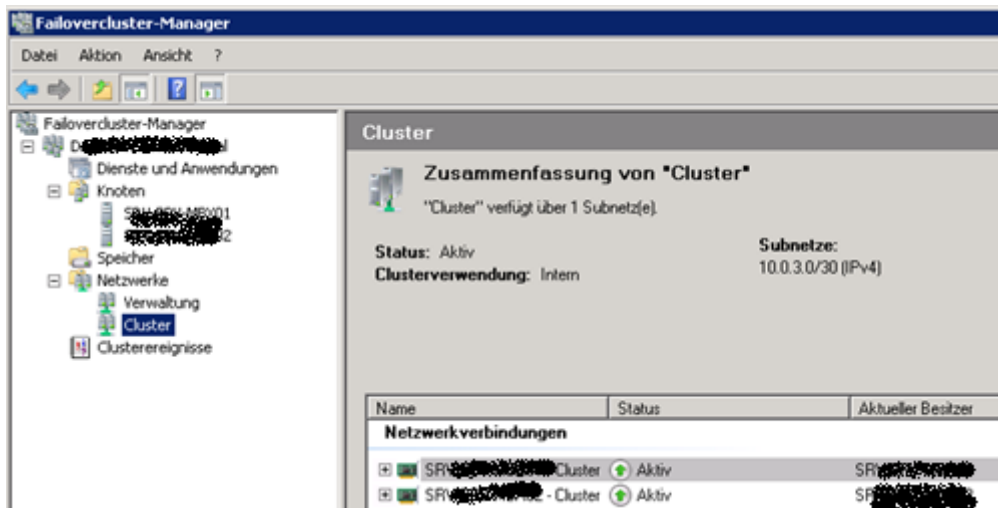 Failovercluster-Manager
Datei Aktion Ansicht ?
Failovercluster-Manager
Dienste und Anwendungen
Knoten
Speicher
Netzwerke
Verwaltung
Cluster
Clusterereignisse
Cluster
Zusammenfassung von "Cluster"
"Cluster" verfügt über 1 Subnetz(e).
Status: Aktiv
Clusterverwendung: Intern
Subnetze:
10.0.3.0/30 (IPv4)
Name Status Aktueller Besitzer
Netzwerkverbindungen
Cluster Aktiv
- Cluster Aktiv